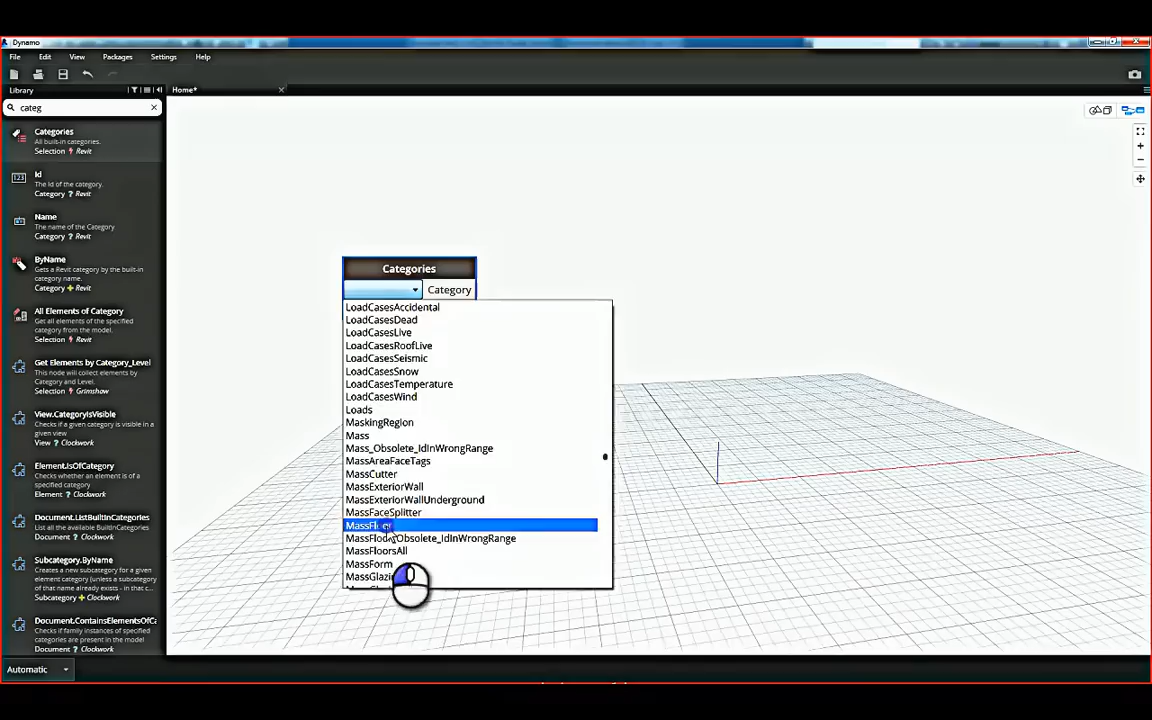 Dynamo
File Edit View Packages Settings Help
Library
Home*
categ
Categories
All built-in categories.
Selection Revit
Id
The Id of the category.
Category ? Revit
Name
The name of the Category
Category ? Revit
ByName
Gets a Revit category by the built-in
category name.
Category Revit
All Elements of Category
Get all elements of the specified
category from the model.
Selection Revit
Get Elements by Category_Level
This node will collect elements by
Category and Level.
Selection Grimshaw
View.CategoryIsVisible
Checks if a given category is visible in a
given view
View ? Clockwork
Element.IsOfCategory
Checks whether an element is of a
specified category
Element ? Clockwork
Document.ListBuiltInCategories
List all the available BuiltInCategories
Document ? Clockwork
Subcategory.ByName
Creates a new subcategory for a given
element category (unless a subcategory
of that name already exists - in that c
Subcategory Clockwork
Document.ContainsElementsOfCa
Checks if family instances of specified
categories are present in the model
Document ? Clockwork
Automatic
Categories
Category
LoadCasesAccidental
LoadCasesDead
LoadCasesLive
LoadCasesRoofLive
LoadCasesSeismic
LoadCasesSnow
LoadCasesTemperature
LoadCasesWind
Loads
MaskingRegion
Mass
Mass_Obsolete_IdInWrongRange
MassAreaFaceTags
MassCutter
MassExteriorWall
MassExteriorWallUnderground
MassFaceSplitter
MassFloor
MassFloor_Obsolete_IdInWrongRange
MassFloorsAll
MassForm